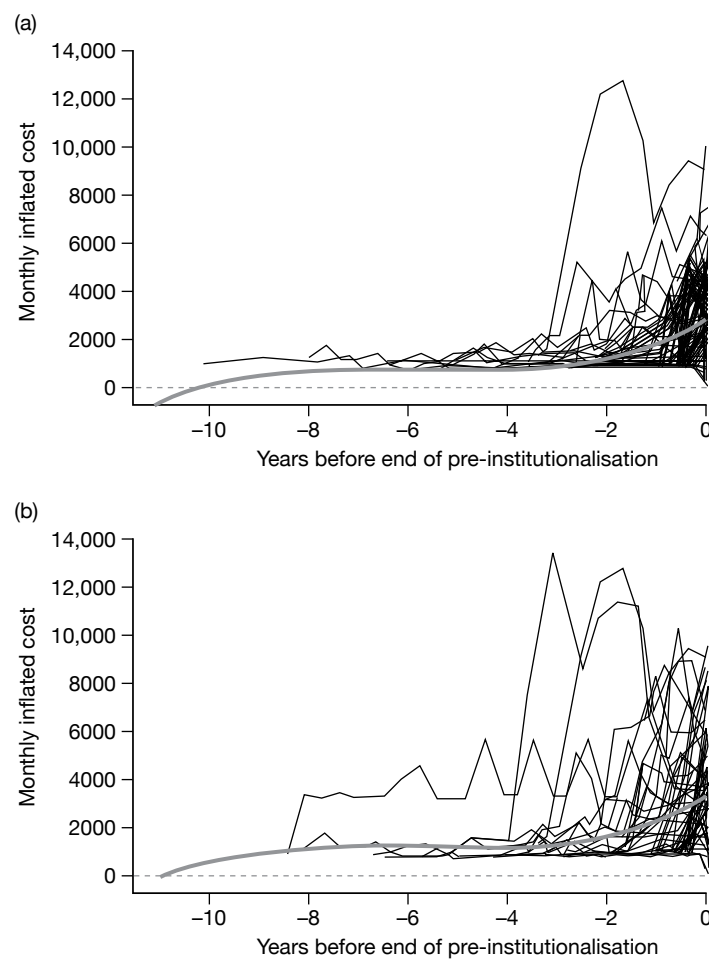 (a)
14,000
12,000
10,000
8000
6000
4000
2000
0
Monthly inflated cost
–10 –8 –6 –4 –2 0
Years before end of pre-institutionalisation
(b)
14,000
12,000
10,000
8000
6000
4000
2000
0
Monthly inflated cost
–10 –8 –6 –4 –2 0
Years before end of pre-institutionalisation